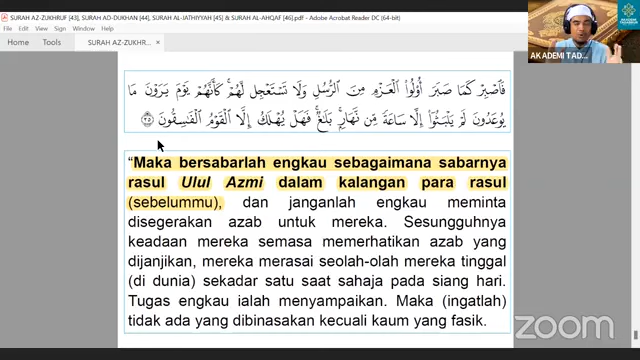 SURAH AZ-ZUKHRUF [43], SURAH AD-DUKHAN [44], SURAH AL-JATHIYYAH [45] & SURAH AL-AHQAF [46].pdf - Adobe Acrobat Reader DC (64-bit)
File Edit View Sign Window Help
Home Tools SURAH AZ-ZUKHR... ×
فَاصْبِرْ كَمَا صَبَرَ أُوْلُوا۟ الْعَزْمِ مِنَ الرُّسُلِ وَلَا تَسْتَعْجِل لَّهُمْ ۚ كَأَنَّهُمْ يَوْمَ يَرَوْنَ مَا
يُوعَدُونَ لَمْ يَلْبَثُوٓا۟ إِلَّا سَاعَةً مِّن نَّهَارٍۭ ۚ بَلَٰغٌ ۚ فَهَلْ يُهْلَكُ إِلَّا الْقَوْمُ الْفَٰسِقُونَ ٣٥
“Maka bersabarlah engkau sebagaimana sabarnya
rasul Ulul Azmi dalam kalangan para rasul
(sebelummu), dan janganlah engkau meminta
disegerakan azab untuk mereka. Sesungguhnya
keadaan mereka semasa memerhatikan azab yang
dijanjikan, mereka merasai seolah-olah mereka tinggal
(di dunia) sekadar satu saat sahaja pada siang hari.
Tugas engkau ialah menyampaikan. Maka (ingatlah)
tidak ada yang dibinasakan kecuali kaum yang fasik.
AKADEMI TAD...
zoom